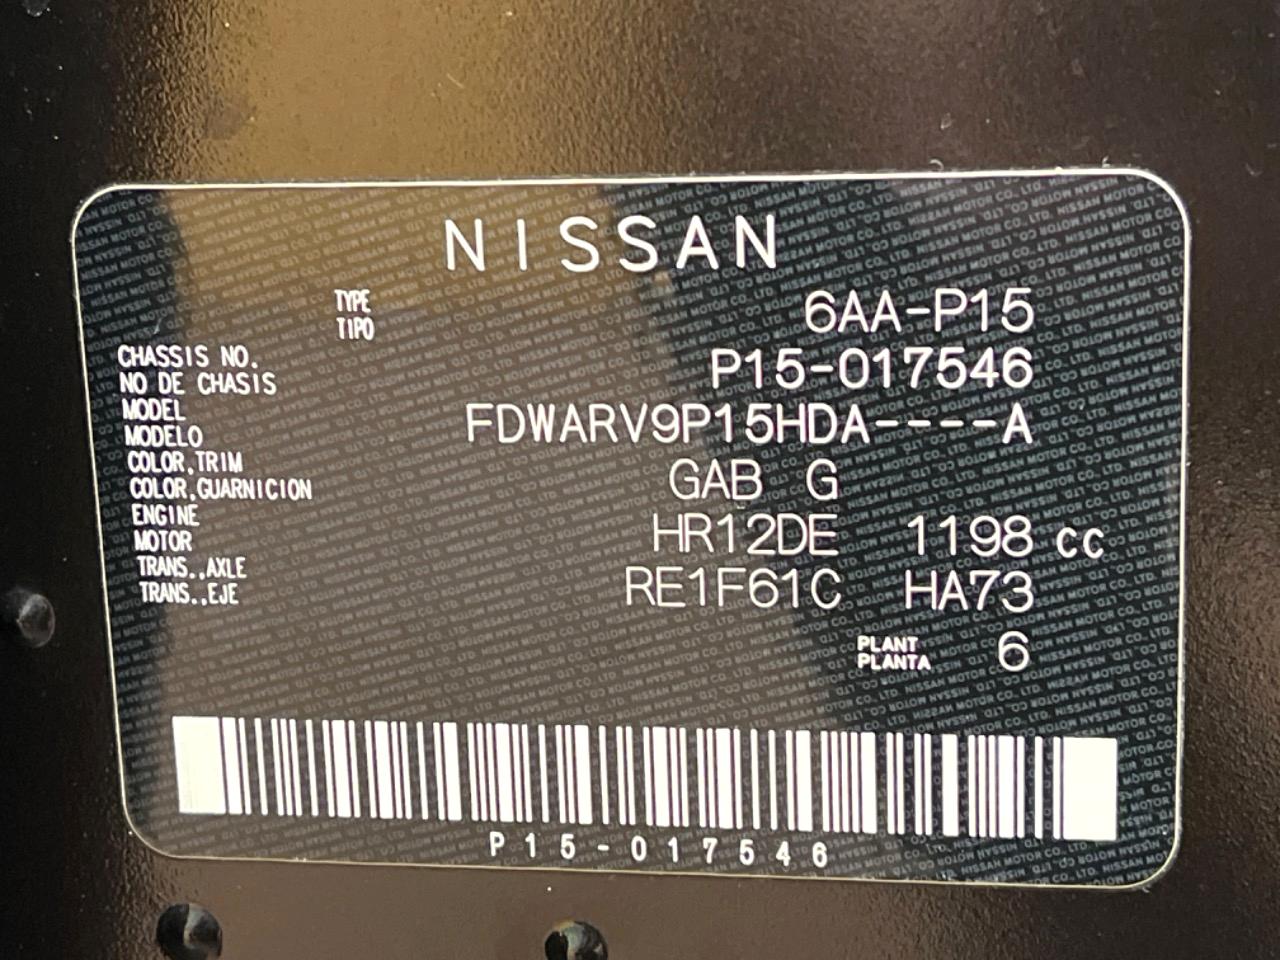 NISSAN
TYPE
TIPO 6AA-P15
CHASSIS NO.
NO DE CHASIS P15-017546
MODEL
MODELO FDWARV9P15HDA----A
COLOR,TRIM
COLOR,GUARNICION GAB G
ENGINE
MOTOR HR12DE 1198 cc
TRANS.,AXLE
TRANS.,EJE RE1F61C HA73
PLANT
PLANTA 6
P15-017546